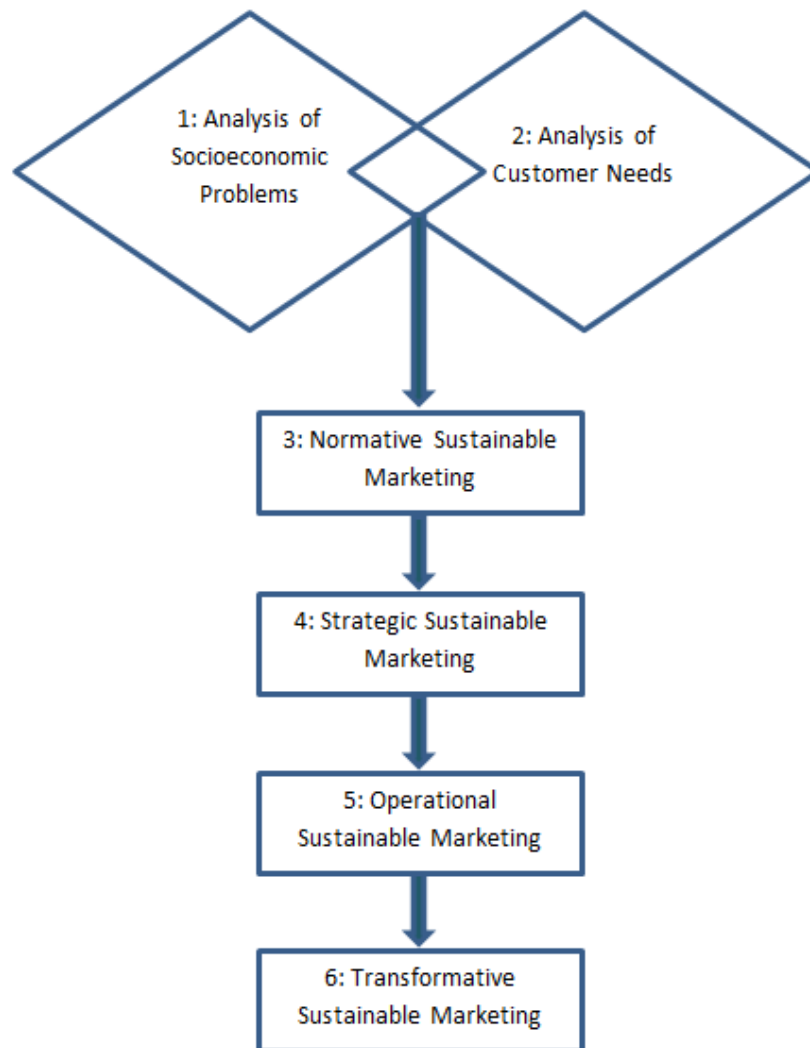 1: Analysis of
Socioeconomic
Problems
2: Analysis of
Customer Needs
3: Normative Sustainable
Marketing
4: Strategic Sustainable
Marketing
5: Operational
Sustainable Marketing
6: Transformative
Sustainable Marketing